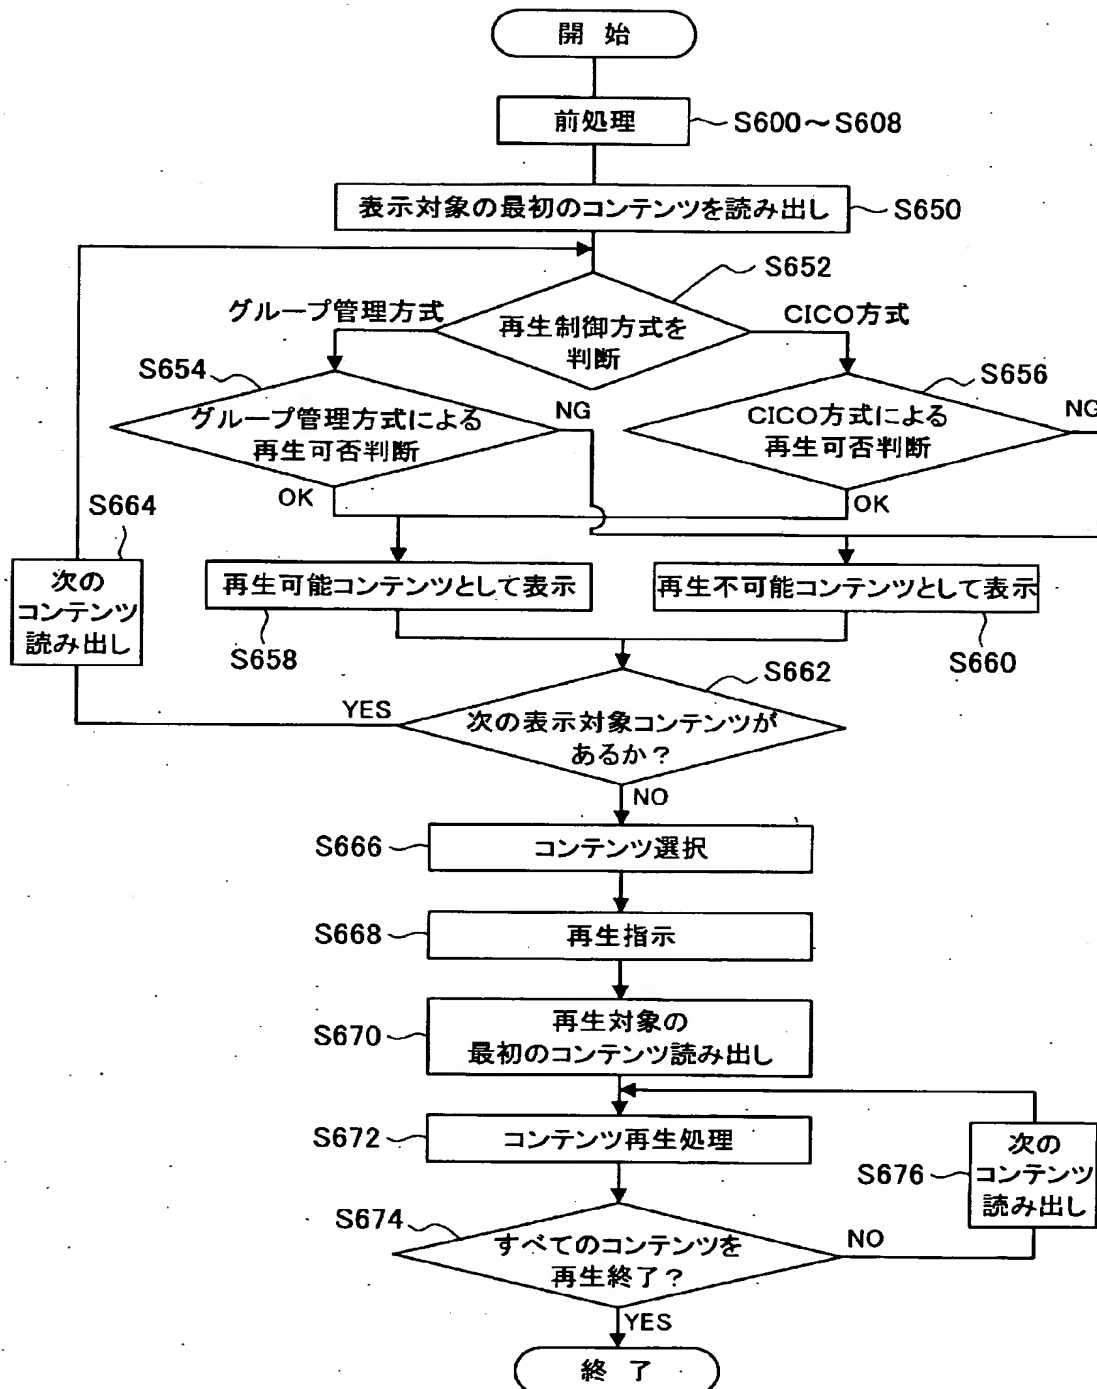 開 始
前処理
S600～S608
表示対象の最初のコンテンツを読み出し
S650
S652
グループ管理方式
再生制御方式を
判断
CICO方式
S654
グループ管理方式による
再生可否判断
NG
OK
S656
CICO方式による
再生可否判断
NG
OK
S664
次の
コンテンツ
読み出し
再生可能コンテンツとして表示
S658
再生不可能コンテンツとして表示
S660
S662
YES
次の表示対象コンテンツが
あるか？
NO
S666
コンテンツ選択
S668
再生指示
S670
再生対象の
最初のコンテンツ読み出し
S672
コンテンツ再生処理
S676
次の
コンテンツ
読み出し
S674
すべてのコンテンツを
再生終了？
NO
YES
終 了